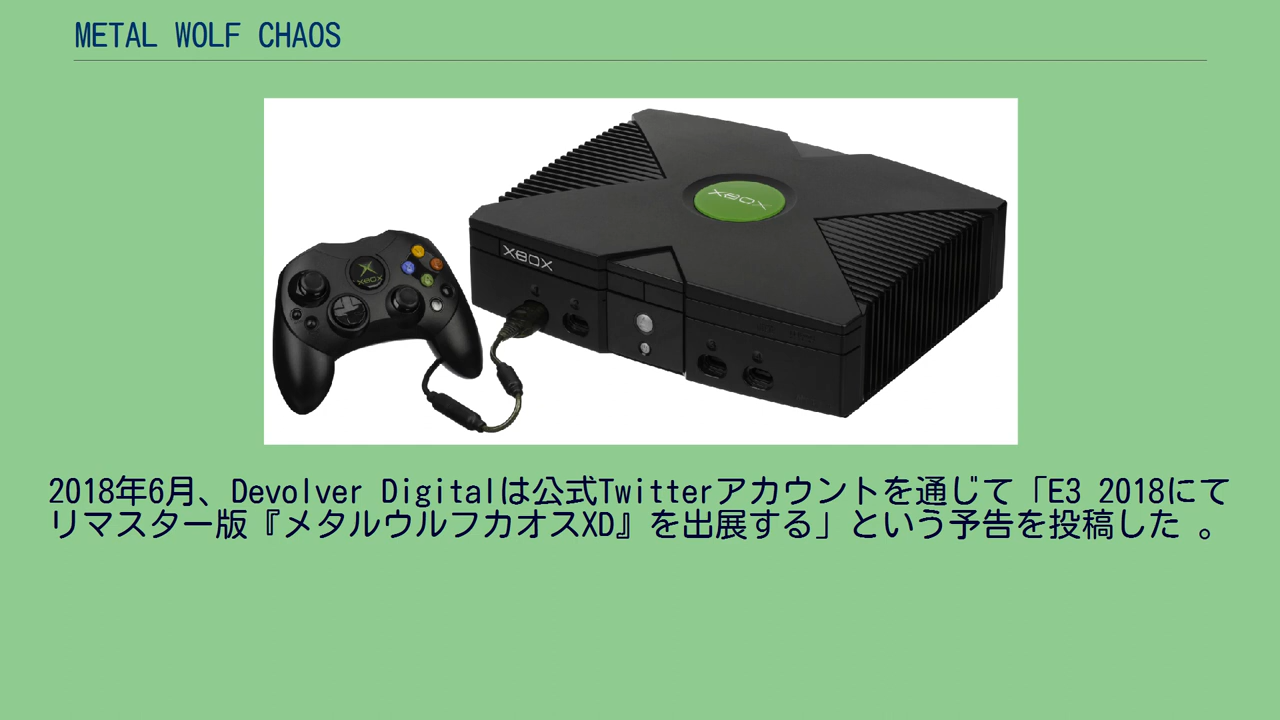 METAL WOLF CHAOS
XBOX
XBOX
XBOX
2018年6月、Devolver Digitalは公式Twitterアカウントを通じて「E3 2018にて
リマスター版『メタルウルフカオスXD』を出展する」という予告を投稿した 。